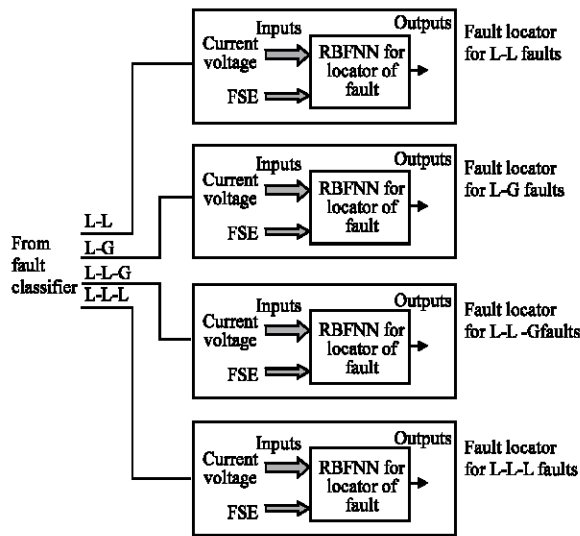 From
fault
classifier
L-L
L-G
L-L-G
L-L-L
Inputs
Outputs
Current
voltage
FSE
RBFNN for
locator of
fault
Fault locator
for L-L faults
Inputs
Outputs
Current
voltage
FSE
RBFNN for
locator of
fault
Fault locator
for L-G faults
Inputs
Outputs
Current
voltage
FSE
RBFNN for
locator of
fault
Fault locator
for L-L -Gfaults
Inputs
Outputs
Current
voltage
FSE
RBFNN for
locator of
fault
Fault locator
for L-L-L faults